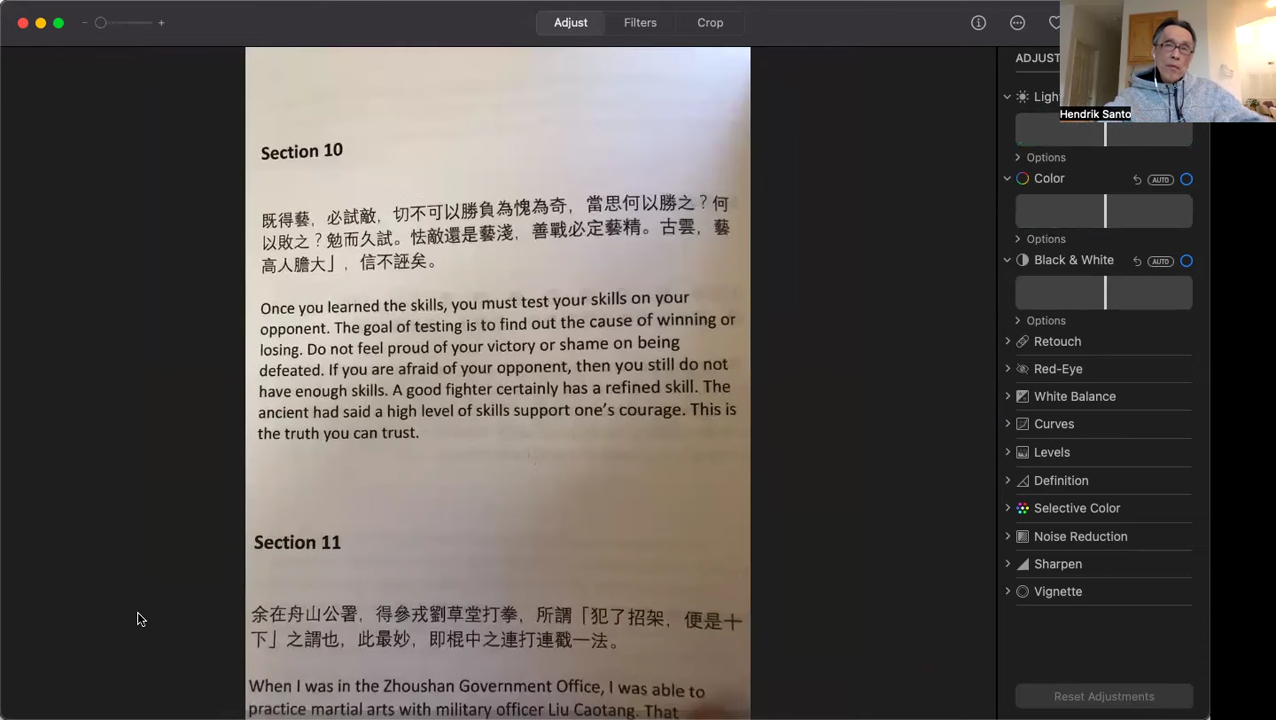 Adjust
Filters
Crop
Hendrik Santo
Options
Color
AUTO
Options
Black & White
AUTO
Options
Retouch
Red-Eye
White Balance
Curves
Levels
Definition
Selective Color
Noise Reduction
Sharpen
Vignette
Reset Adjustments
Section 10
既得藝，必試敵，切不可以勝負為愧為奇，當思何以勝之？何
以敗之？勉而久試。怯敵還是藝淺，善戰必定藝精。古雲，藝
高人膽大」，信不誣矣。
Once you learned the skills, you must test your skills on your
opponent. The goal of testing is to find out the cause of winning or
losing. Do not feel proud of your victory or shame on being
defeated. If you are afraid of your opponent, then you still do not
have enough skills. A good fighter certainly has a refined skill. The
ancient had said a high level of skills support one's courage. This is
the truth you can trust.
Section 11
余在舟山公署，得參戎劉草堂打拳，所謂「犯了招架，便是十
下」之謂也，此最妙，即棍中之連打連戳一法。
When I was in the Zhoushan Government Office, I was able to
practice martial arts with military officer Liu Caotang. That